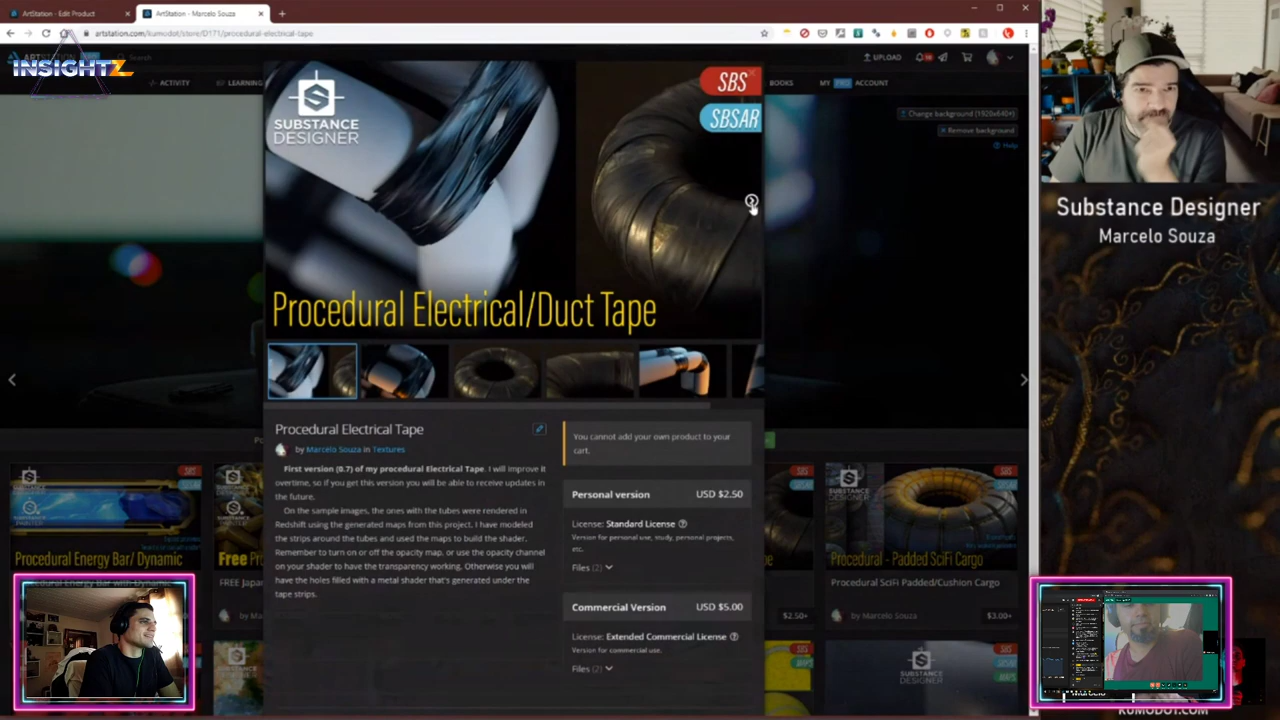 ArtStation - Edit Product
ArtStation - Marcelo Souza
artstation.com/kumodot/store/D171/procedural-electrical-tape
INSIGHTZ
Search
UPLOAD
ACTIVITY
LEARNING
BOOKS
MY PRO ACCOUNT
Change background (1920x640+)
Remove background
Help
SUBSTANCE
DESIGNER
SBS
SBSAR
Procedural Electrical/Duct Tape
Substance Designer
Marcelo Souza
Procedural Electrical Tape
by Marcelo Souza in Textures
First version (0.7) of my procedural Electrical Tape. I will improve it
overtime, so if you get this version you will be able to receive updates in
the future.
On the sample images, the ones with the tubes were rendered in
Redshift using the generated maps from this project. I have modeled
the strips around the tubes and used the maps to build the shader.
Remember to turn on or off the opacity map, or use the opacity channel
on your shader to have the transparency working. Otherwise you will
have the holes filled with a metal shader that's generated under the
tape strips.
You cannot add your own product to your
cart.
Personal version USD $2.50
License: Standard License
Version for personal use, study, personal projects,
etc.
Files (2)
Commercial Version USD $5.00
License: Extended Commercial License
Version for commercial use.
Files (2)
Procedural Energy Bar/ Dynamic
Free
Procedural - Padded SciFi Cargo
Procedural SciFi Padded/Cushion Cargo
by Marcelo Souza
$2.50+
$3.00+
KUMODOT.COM